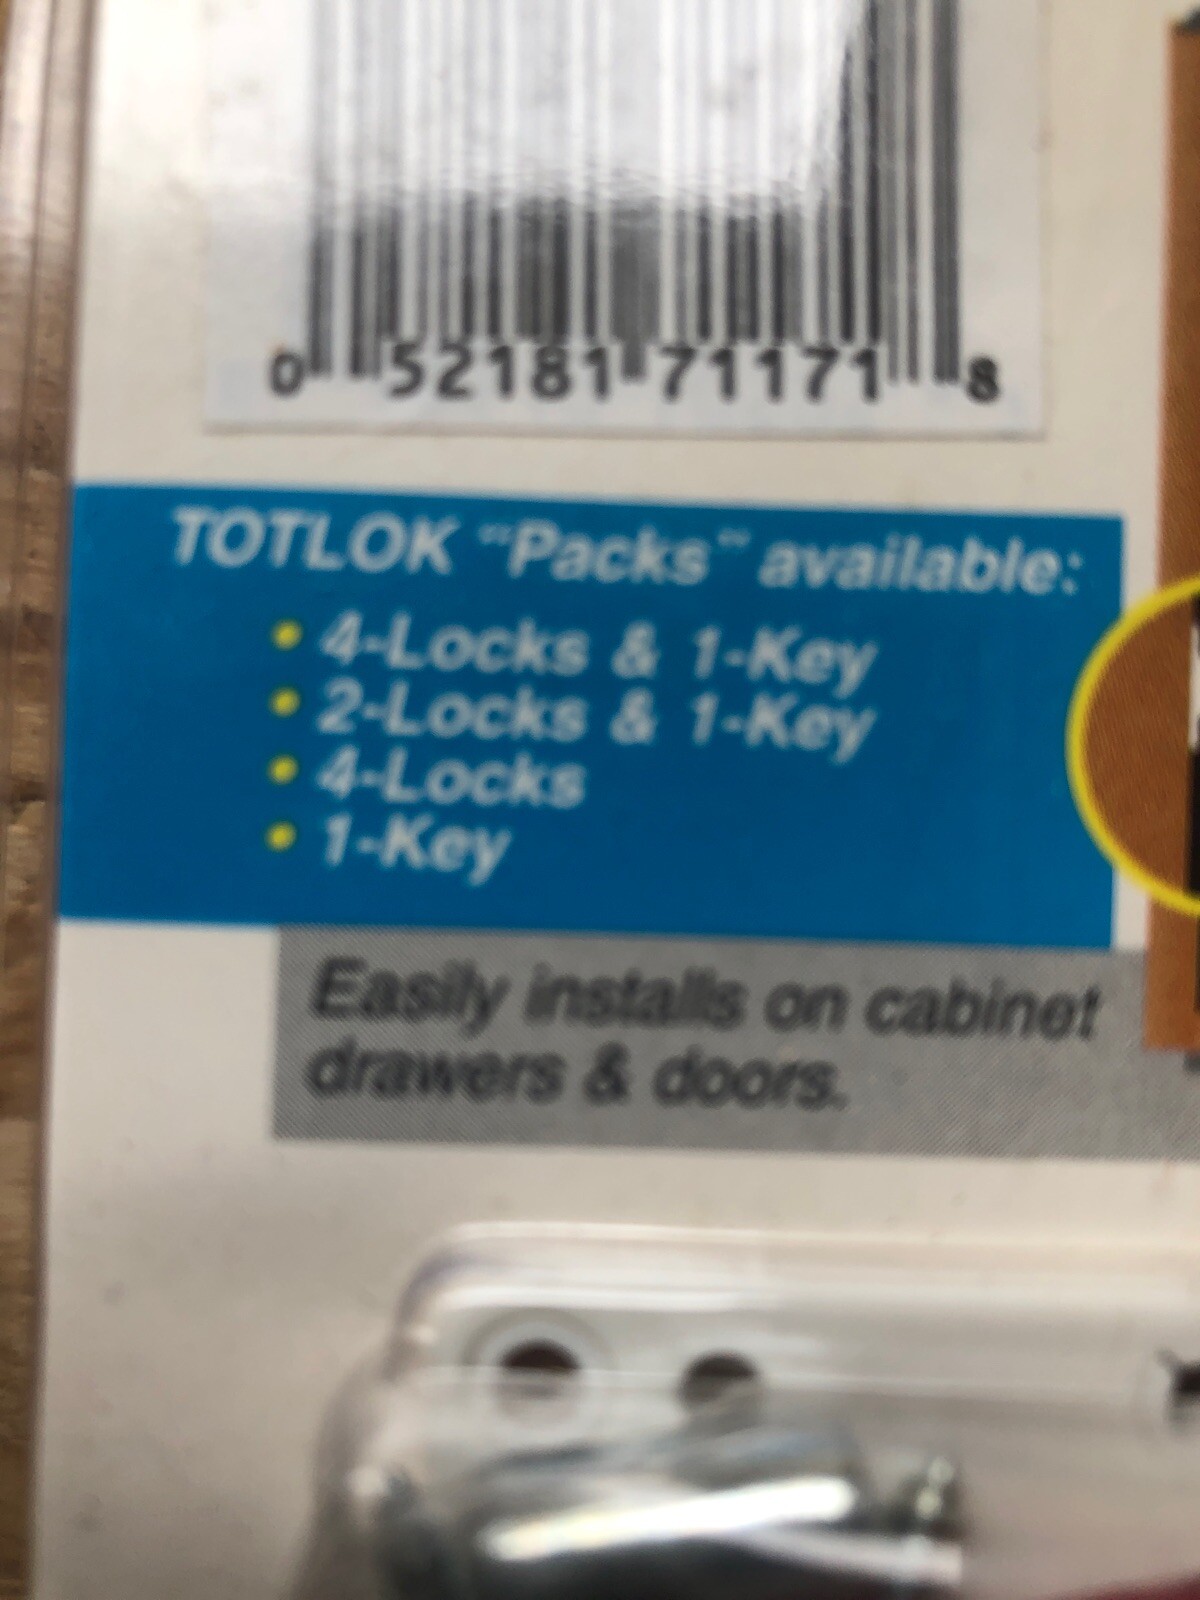 0 52181 71171 8
TOTLOK "Packs" available:
• 4-Locks & 1-Key
• 2-Locks & 1-Key
• 4-Locks
• 1-Key
Easily installs on cabinet
drawers & doors.